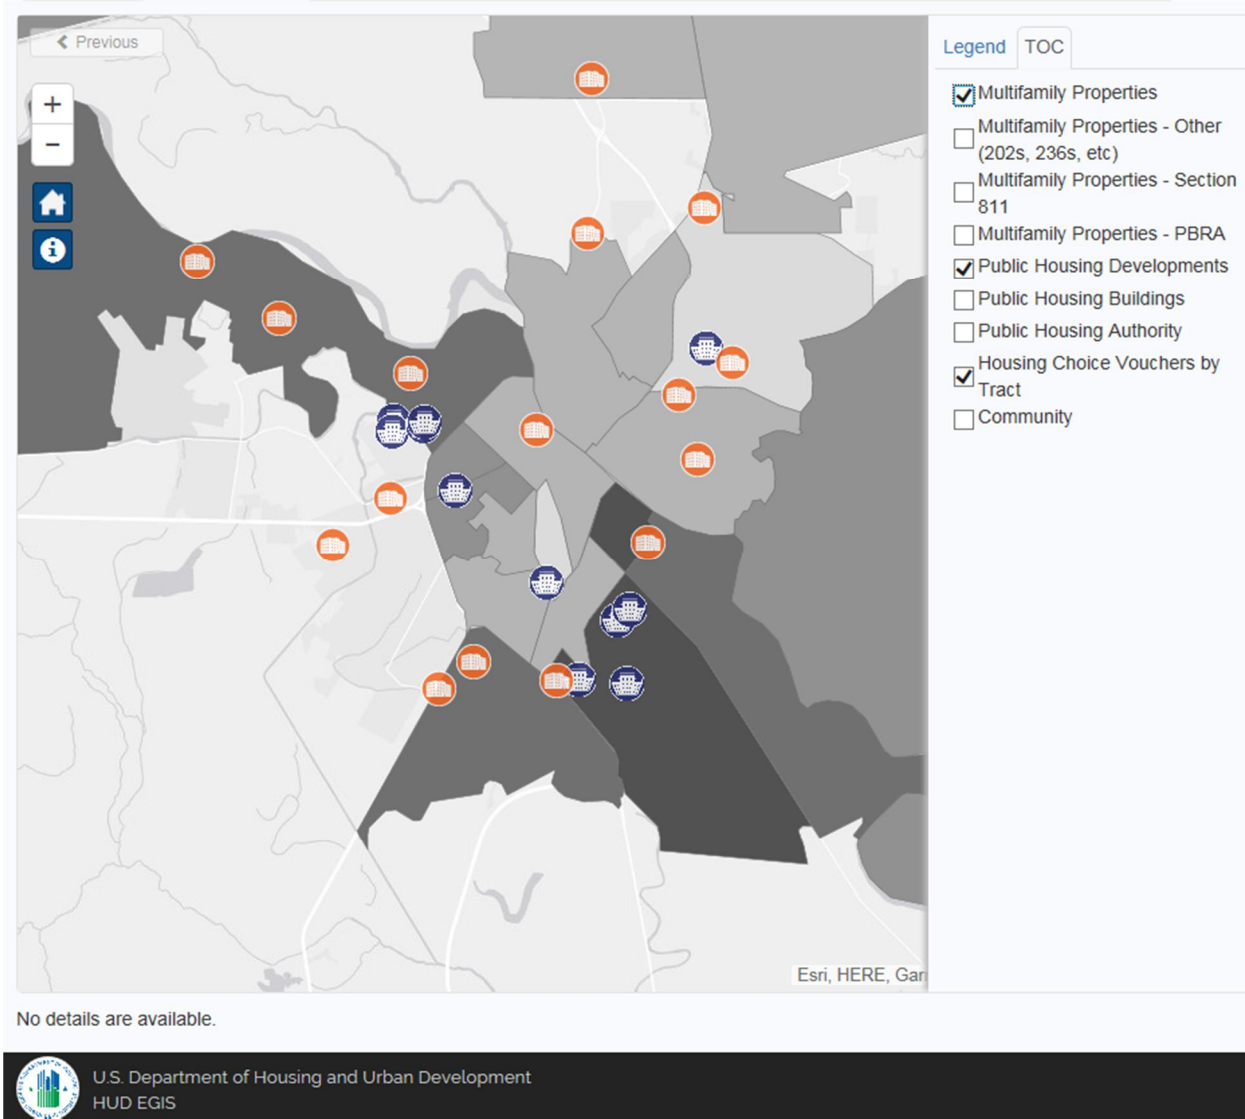 Previous
+
−
Legend
TOC
Multifamily Properties
Multifamily Properties - Other
(202s, 236s, etc)
Multifamily Properties - Section
811
Multifamily Properties - PBRA
Public Housing Developments
Public Housing Buildings
Public Housing Authority
Housing Choice Vouchers by
Tract
Community
Esri, HERE, Gar
No details are available.
U.S. Department of Housing and Urban Development
HUD EGIS